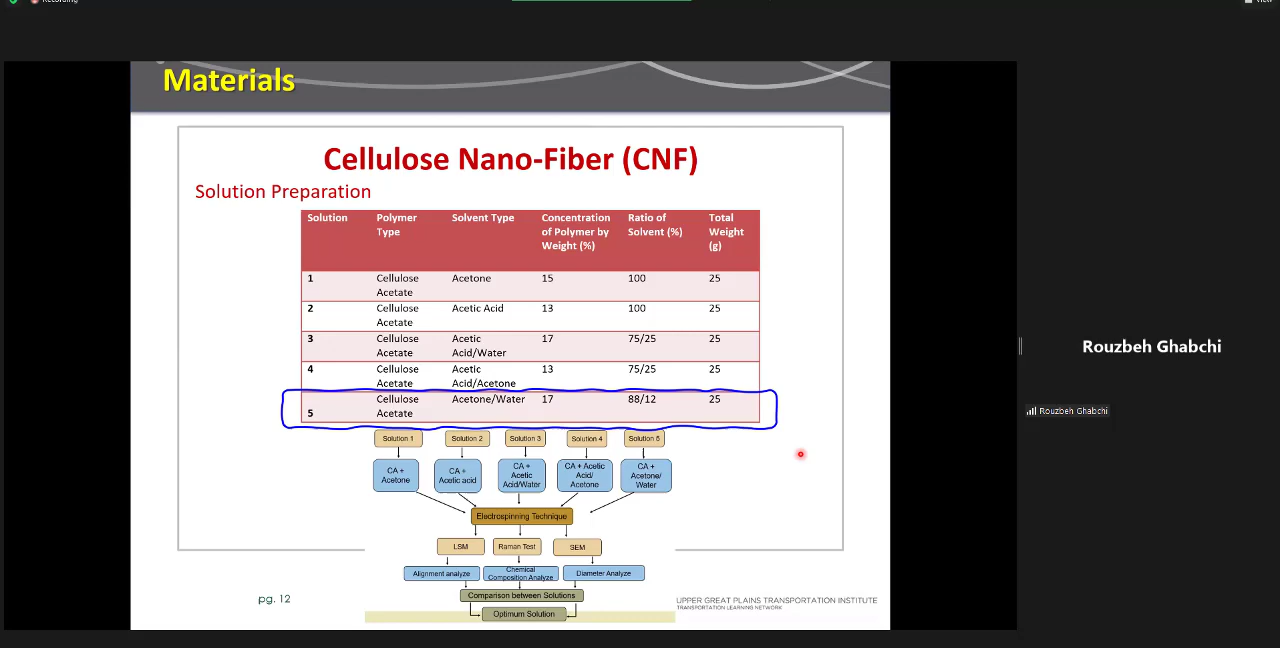 Recording
View
Materials
Cellulose Nano-Fiber (CNF)
Solution Preparation
Solution Polymer Type Solvent Type Concentration of Polymer by Weight (%) Ratio of Solvent (%) Total Weight (g)
1 Cellulose Acetate Acetone 15 100 25
2 Cellulose Acetate Acetic Acid 13 100 25
3 Cellulose Acetate Acetic Acid/Water 17 75/25 25
4 Cellulose Acetate Acetic Acid/Acetone 13 75/25 25
5 Cellulose Acetate Acetone/Water 17 88/12 25
Solution 1 Solution 2 Solution 3 Solution 4 Solution 5
CA + Acetone
CA + Acetic acid
CA + Acetic Acid/Water
CA + Acetic Acid/ Acetone
CA + Acetone/ Water
Electrospinning Technique
LSM Raman Test SEM
Alignment analyze Chemical Composition Analyze Diameter Analyze
Comparison between Solutions
Optimum Solution
pg. 12
UPPER GREAT PLAINS TRANSPORTATION INSTITUTE
TRANSPORTATION LEARNING NETWORK
Rouzbeh Ghabchi
Rouzbeh Ghabchi